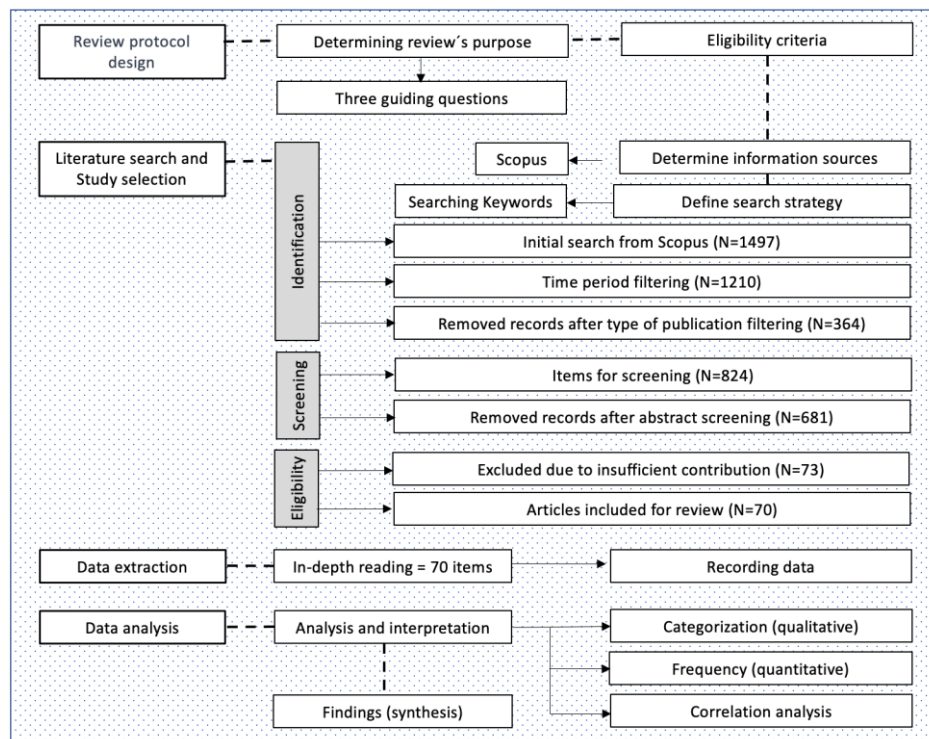 Review protocol
design
Determining review´s purpose
Eligibility criteria
Three guiding questions
Literature search and
Study selection
Identification
Scopus
Determine information sources
Searching Keywords
Define search strategy
Initial search from Scopus (N=1497)
Time period filtering (N=1210)
Removed records after type of publication filtering (N=364)
Screening
Items for screening (N=824)
Removed records after abstract screening (N=681)
Eligibility
Excluded due to insufficient contribution (N=73)
Articles included for review (N=70)
Data extraction
In-depth reading = 70 items
Recording data
Data analysis
Analysis and interpretation
Categorization (qualitative)
Frequency (quantitative)
Findings (synthesis)
Correlation analysis